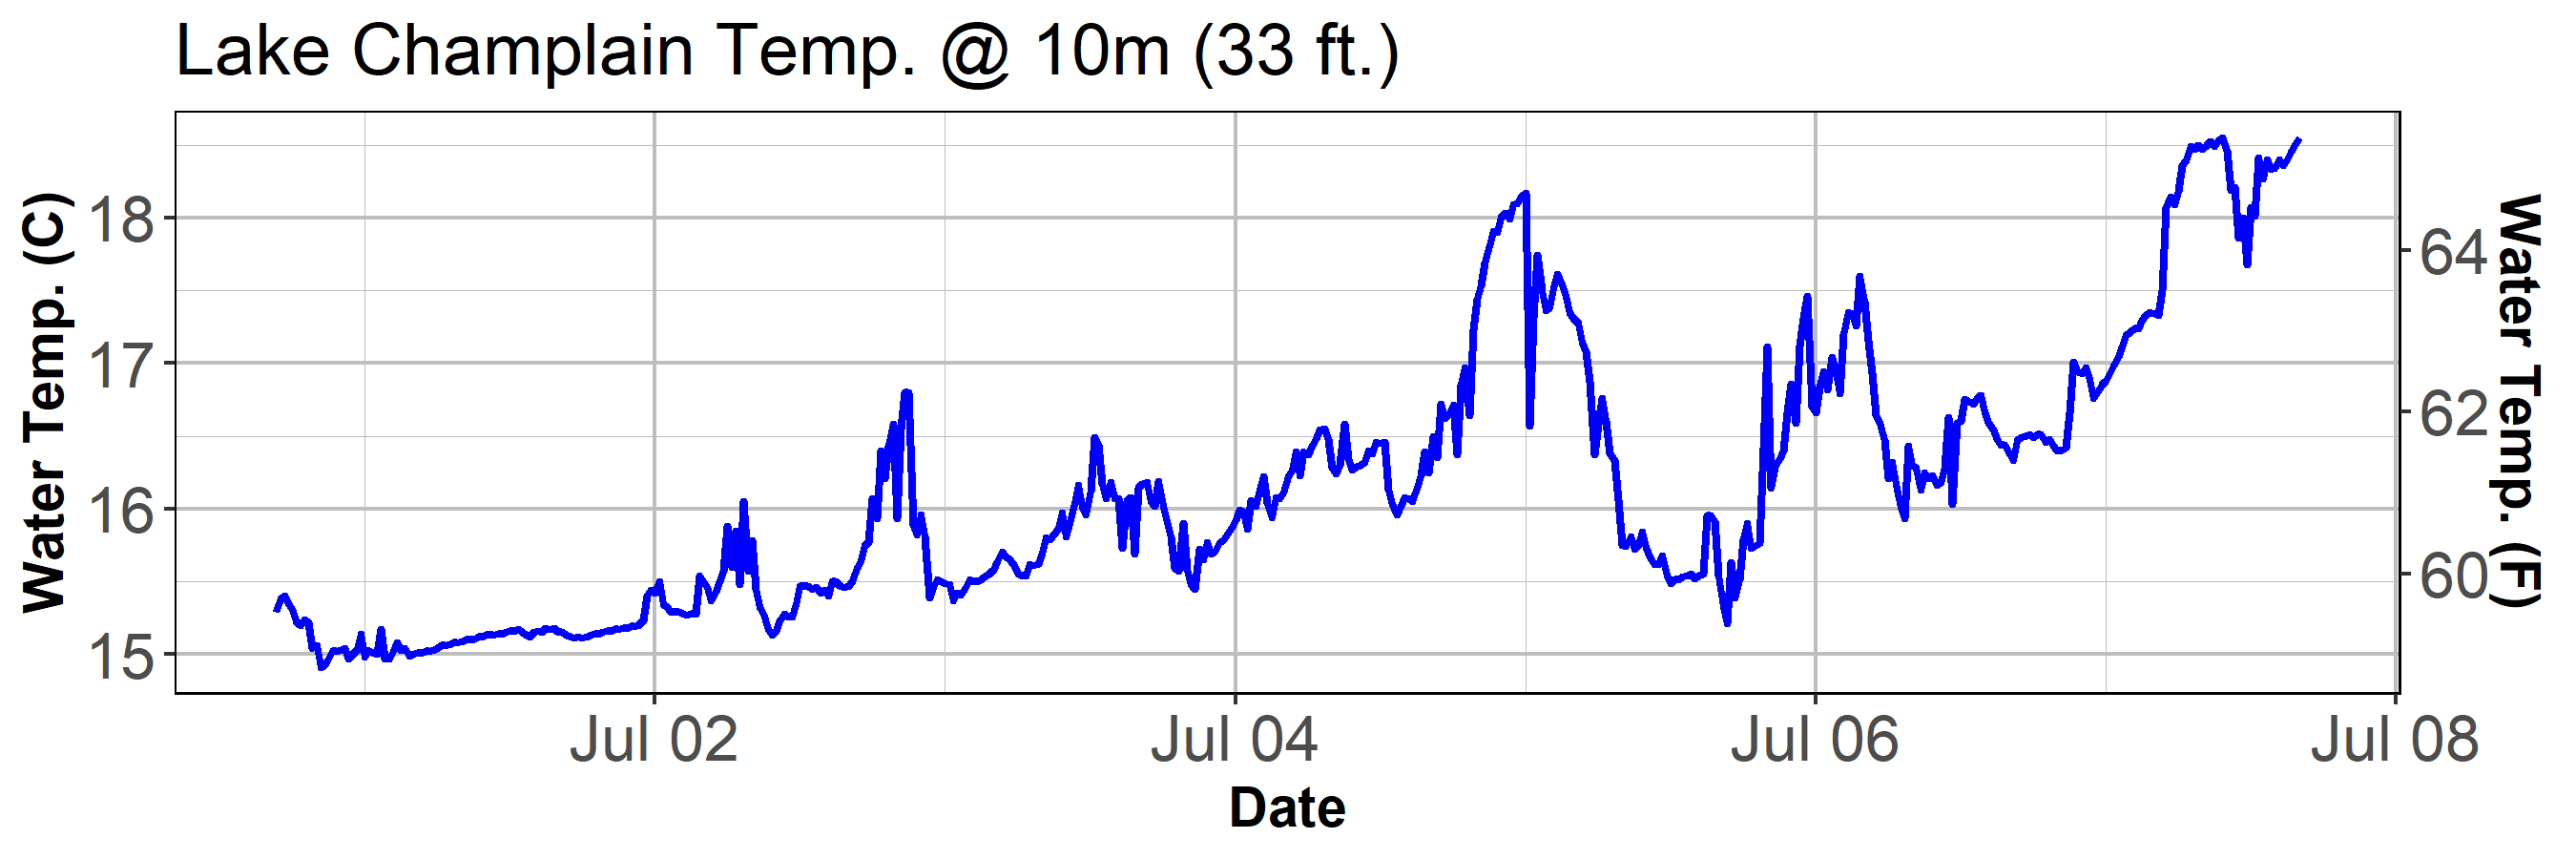 Lake Champlain Temp. @ 10m (33 ft.)
Water Temp. (C)
18
17
16
15
64
62
60
Water Temp. (F)
Jul 02
Jul 04
Jul 06
Jul 08
Date